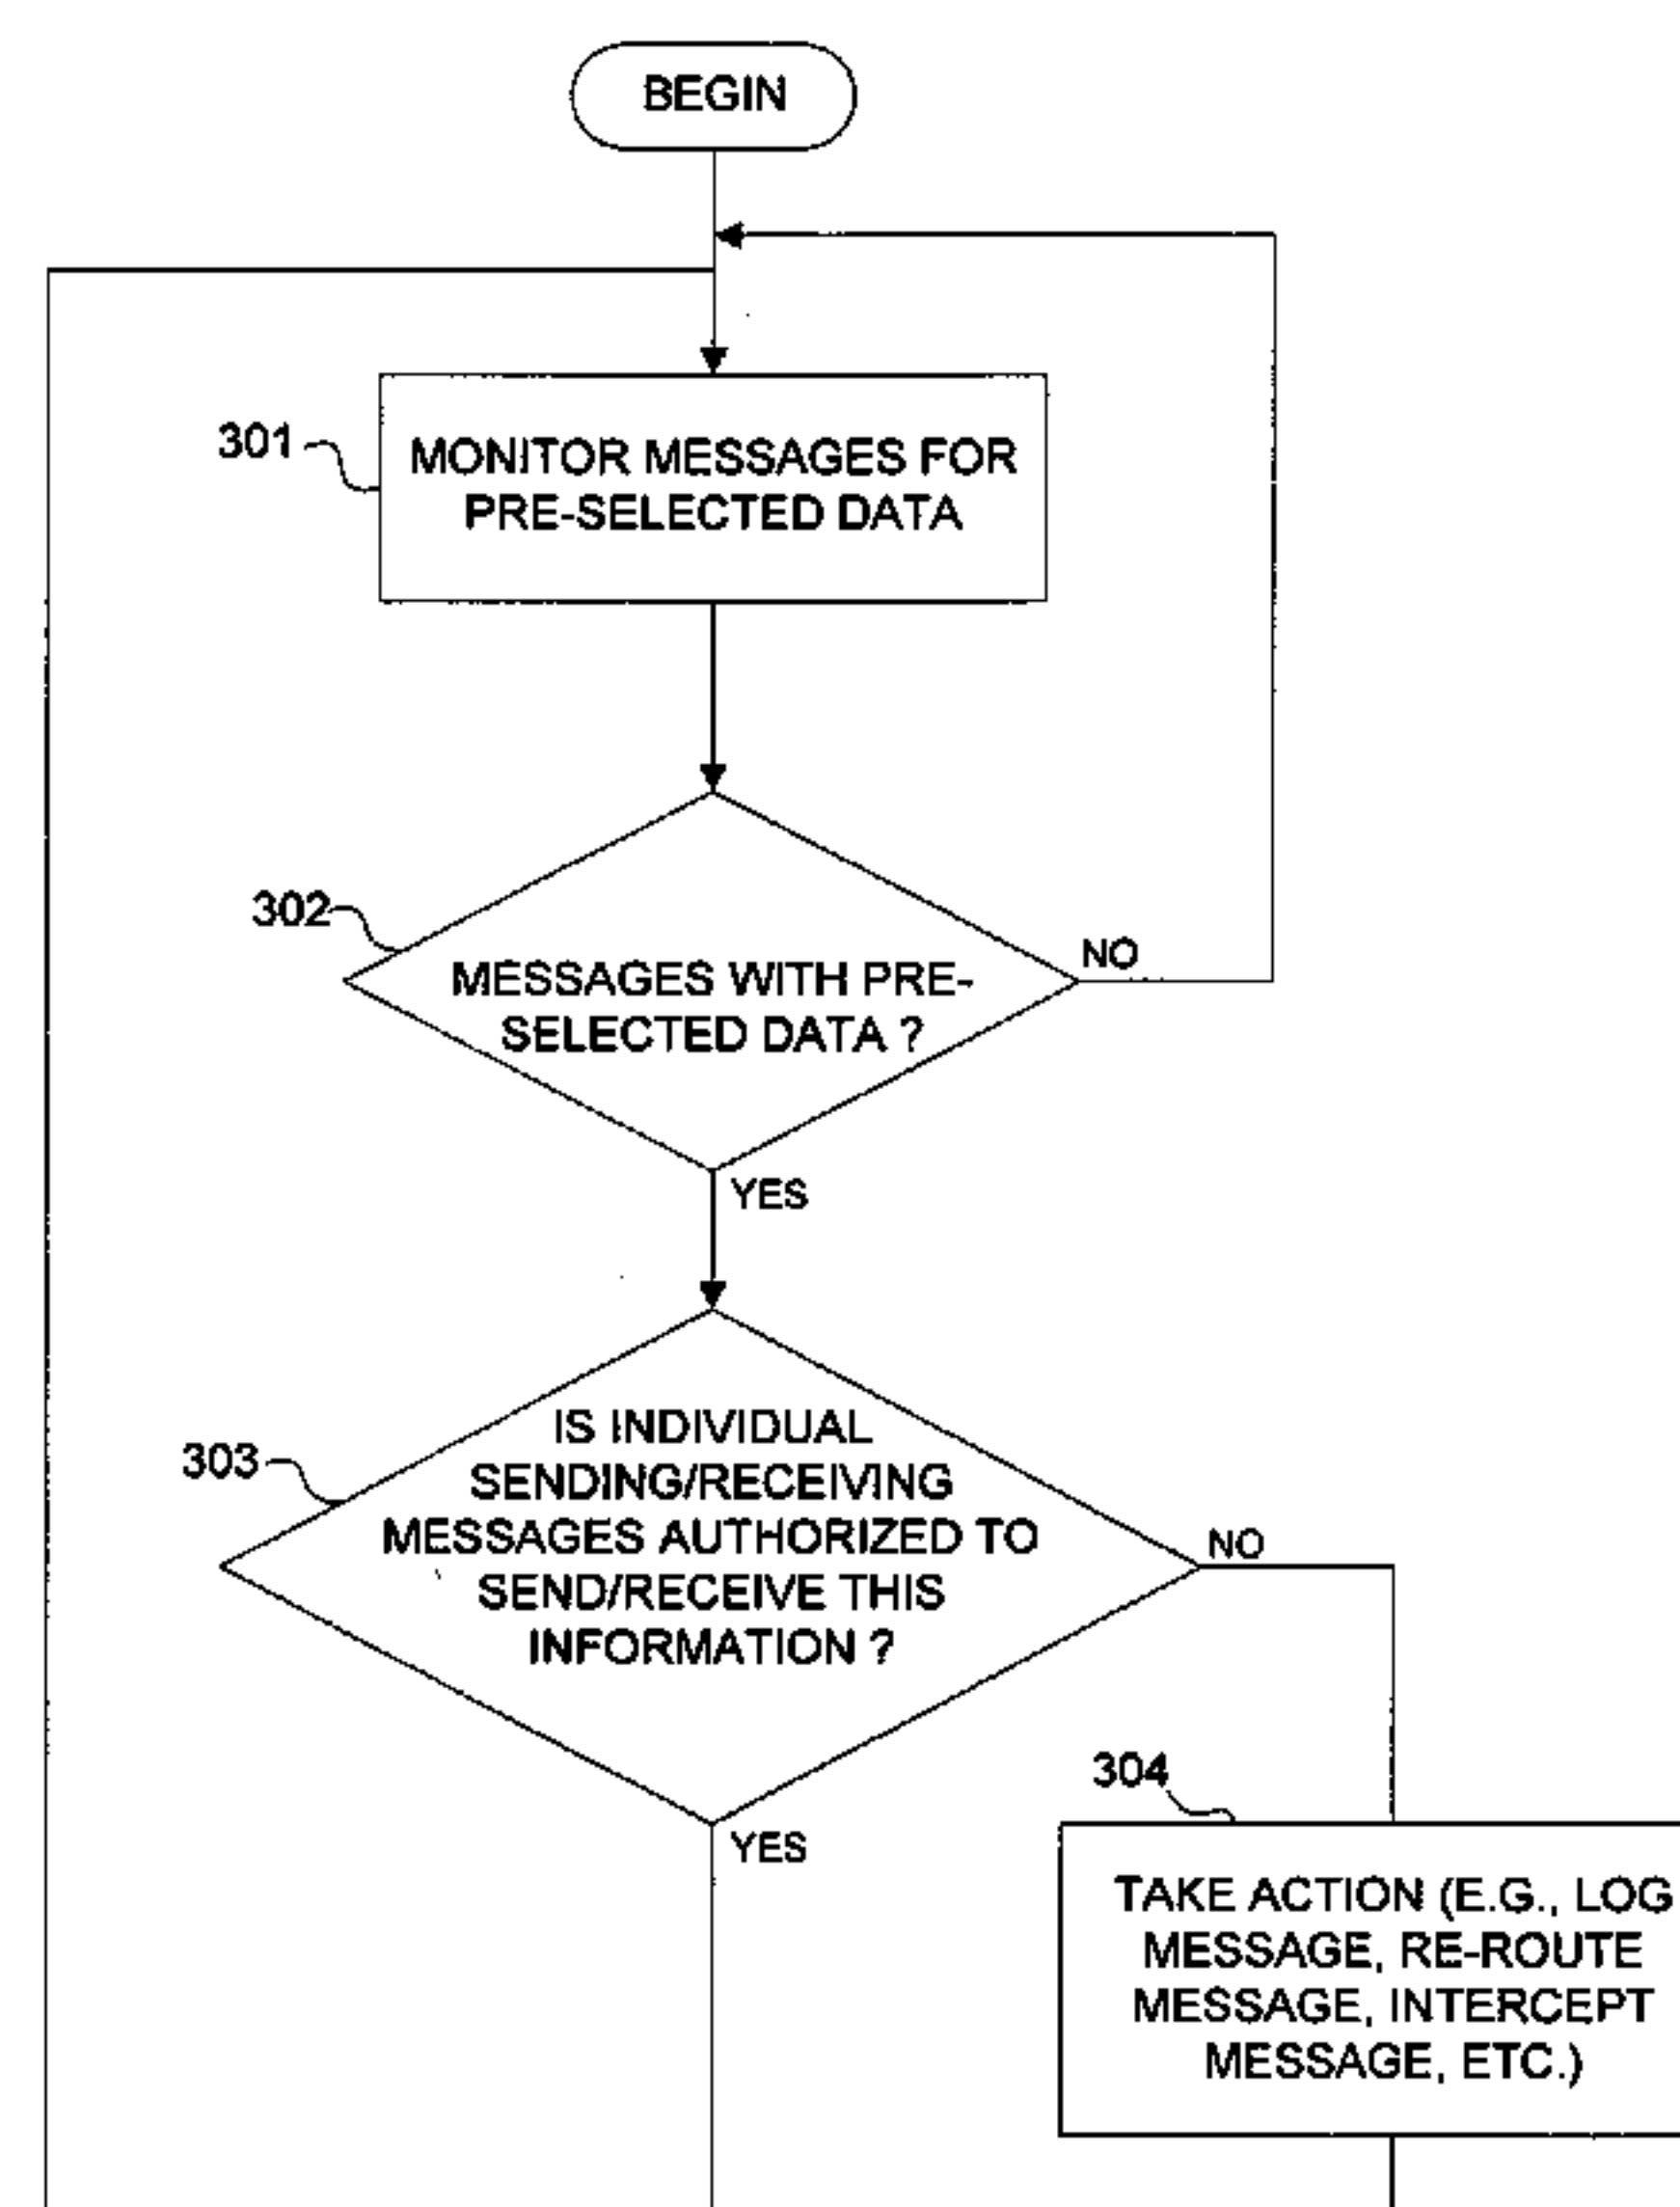 BEGIN
301
MONITOR MESSAGES FOR
PRE-SELECTED DATA
302
MESSAGES WITH PRE-
SELECTED DATA ?
NO
YES
303
IS INDIVIDUAL
SENDING/RECEIVING
MESSAGES AUTHORIZED TO
SEND/RECEIVE THIS
INFORMATION ?
NO
YES
304
TAKE ACTION (E.G., LOG
MESSAGE, RE-ROUTE
MESSAGE, INTERCEPT
MESSAGE, ETC.)